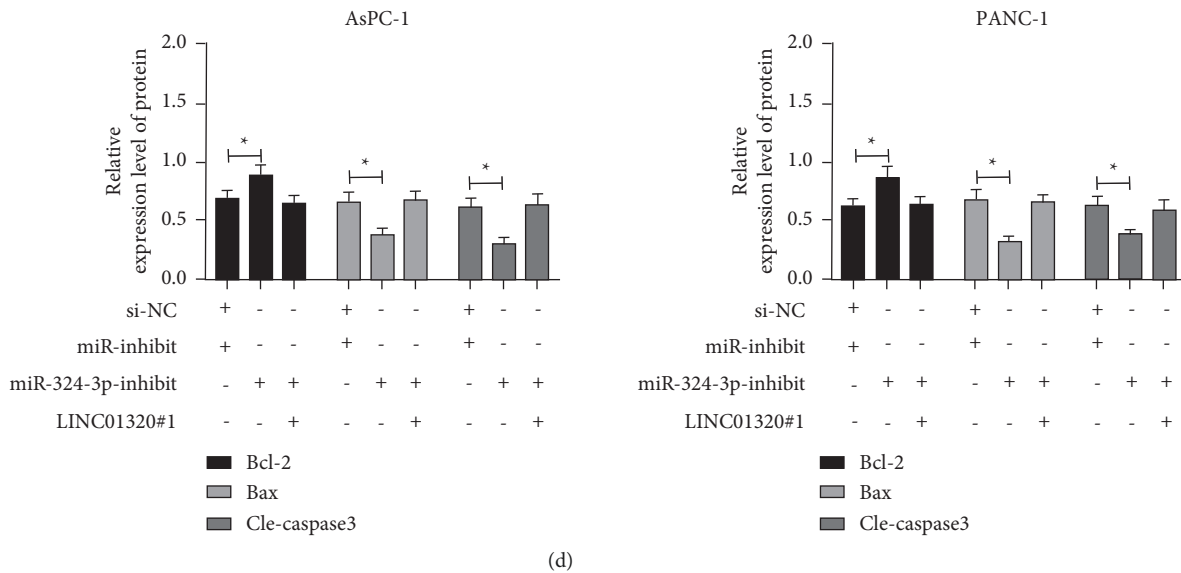 AsPC-1
Relative
expression level of protein
2.0
1.5
1.0
0.5
0.0
* * *
si-NC + - - + - - + - -
miR-inhibit + - - + - - + - -
miR-324-3p-inhibit - + + - + + - + +
LINC01320#1 - - + - - + - - +
Bcl-2
Bax
Cle-caspase3
PANC-1
Relative
expression level of protein
2.0
1.5
1.0
0.5
0.0
* * *
si-NC + - - + - - + - -
miR-inhibit + - - + - - + - -
miR-324-3p-inhibit - + + - + + - + +
LINC01320#1 - - + - - + - - +
Bcl-2
Bax
Cle-caspase3
(d)